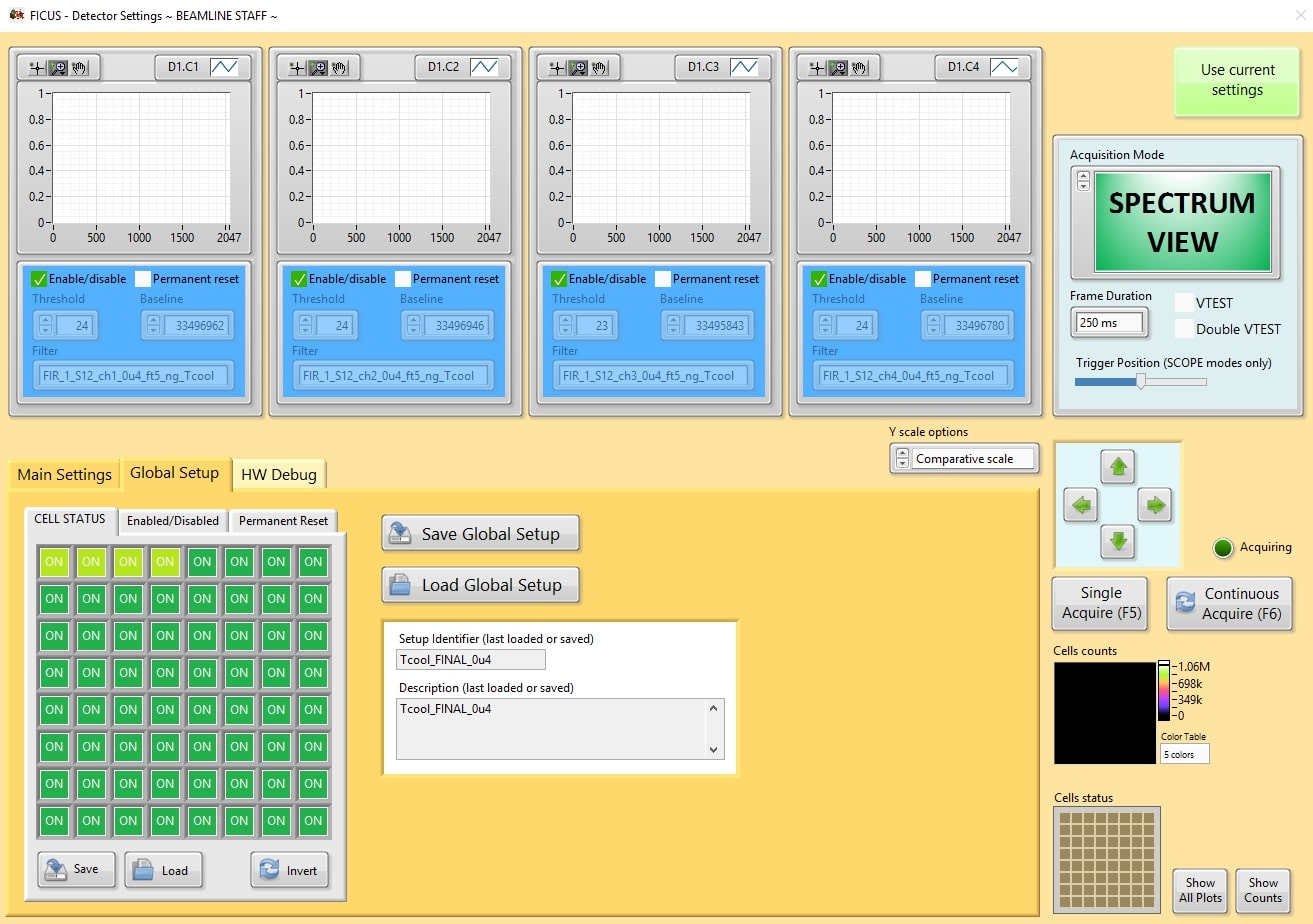 FICUS - Detector Settings ~ BEAMLINE STAFF ~
D1.C1
1
0.8
0.6
0.4
0.2
0
0 500 1000 1500 2047
Enable/disable Permanent reset
Threshold Baseline
24 33496962
Filter
FIR_1_S12_ch1_0u4_ft5_ng_Tcool
D1.C2
1
0.8
0.6
0.4
0.2
0
0 500 1000 1500 2047
Enable/disable Permanent reset
Threshold Baseline
24 33496946
Filter
FIR_1_S12_ch2_0u4_ft5_ng_Tcool
D1.C3
1
0.8
0.6
0.4
0.2
0
0 500 1000 1500 2047
Enable/disable Permanent reset
Threshold Baseline
23 33495843
Filter
FIR_1_S12_ch3_0u4_ft5_ng_Tcool
D1.C4
1
0.8
0.6
0.4
0.2
0
0 500 1000 1500 2047
Enable/disable Permanent reset
Threshold Baseline
24 33496780
Filter
FIR_1_S12_ch4_0u4_ft5_ng_Tcool
Use current
settings
Acquisition Mode
SPECTRUM
VIEW
Frame Duration
250 ms
VTEST
Double VTEST
Trigger Position (SCOPE modes only)
Y scale options
Comparative scale
Main Settings Global Setup HW Debug
CELL STATUS Enabled/Disabled Permanent Reset
ON ON ON ON ON ON ON ON
ON ON ON ON ON ON ON ON
ON ON ON ON ON ON ON ON
ON ON ON ON ON ON ON ON
ON ON ON ON ON ON ON ON
ON ON ON ON ON ON ON ON
ON ON ON ON ON ON ON ON
ON ON ON ON ON ON ON ON
Save Load Invert
Save Global Setup
Load Global Setup
Setup Identifier (last loaded or saved)
Tcool_FINAL_0u4
Description (last loaded or saved)
Tcool_FINAL_0u4
Acquiring
Single
Acquire (F5)
Continuous
Acquire (F6)
Cells counts
1.06M
698k
349k
0
Color Table
5 colors
Cells status
Show
All Plots
Show
Counts